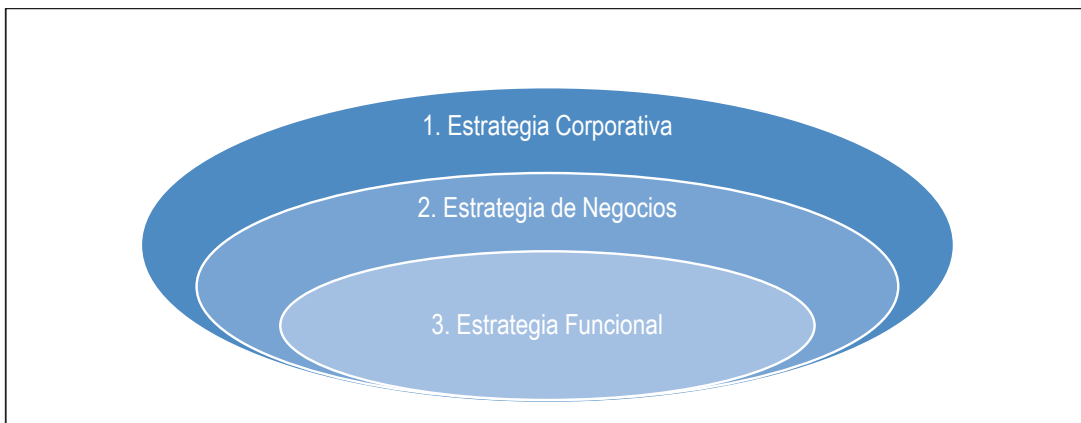 1. Estrategia Corporativa
2. Estrategia de Negocios
3. Estrategia Funcional